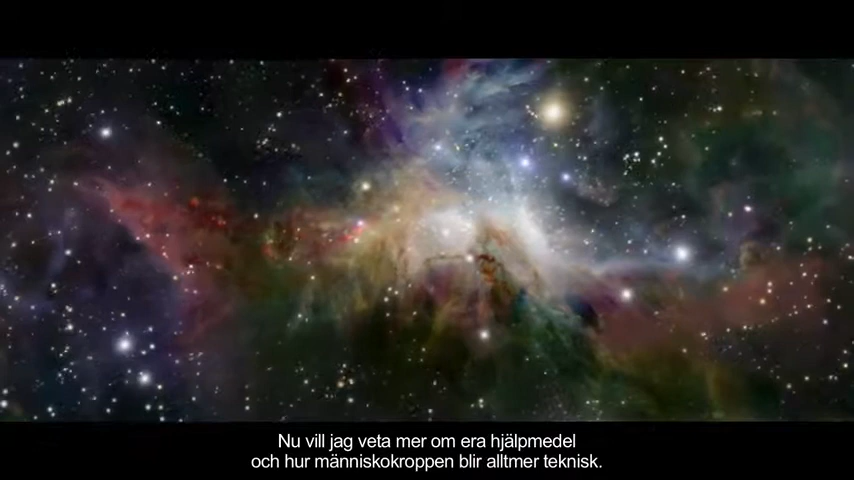 Nu vill jag veta mer om era hjälpmedel
och hur människokroppen blir alltmer teknisk.